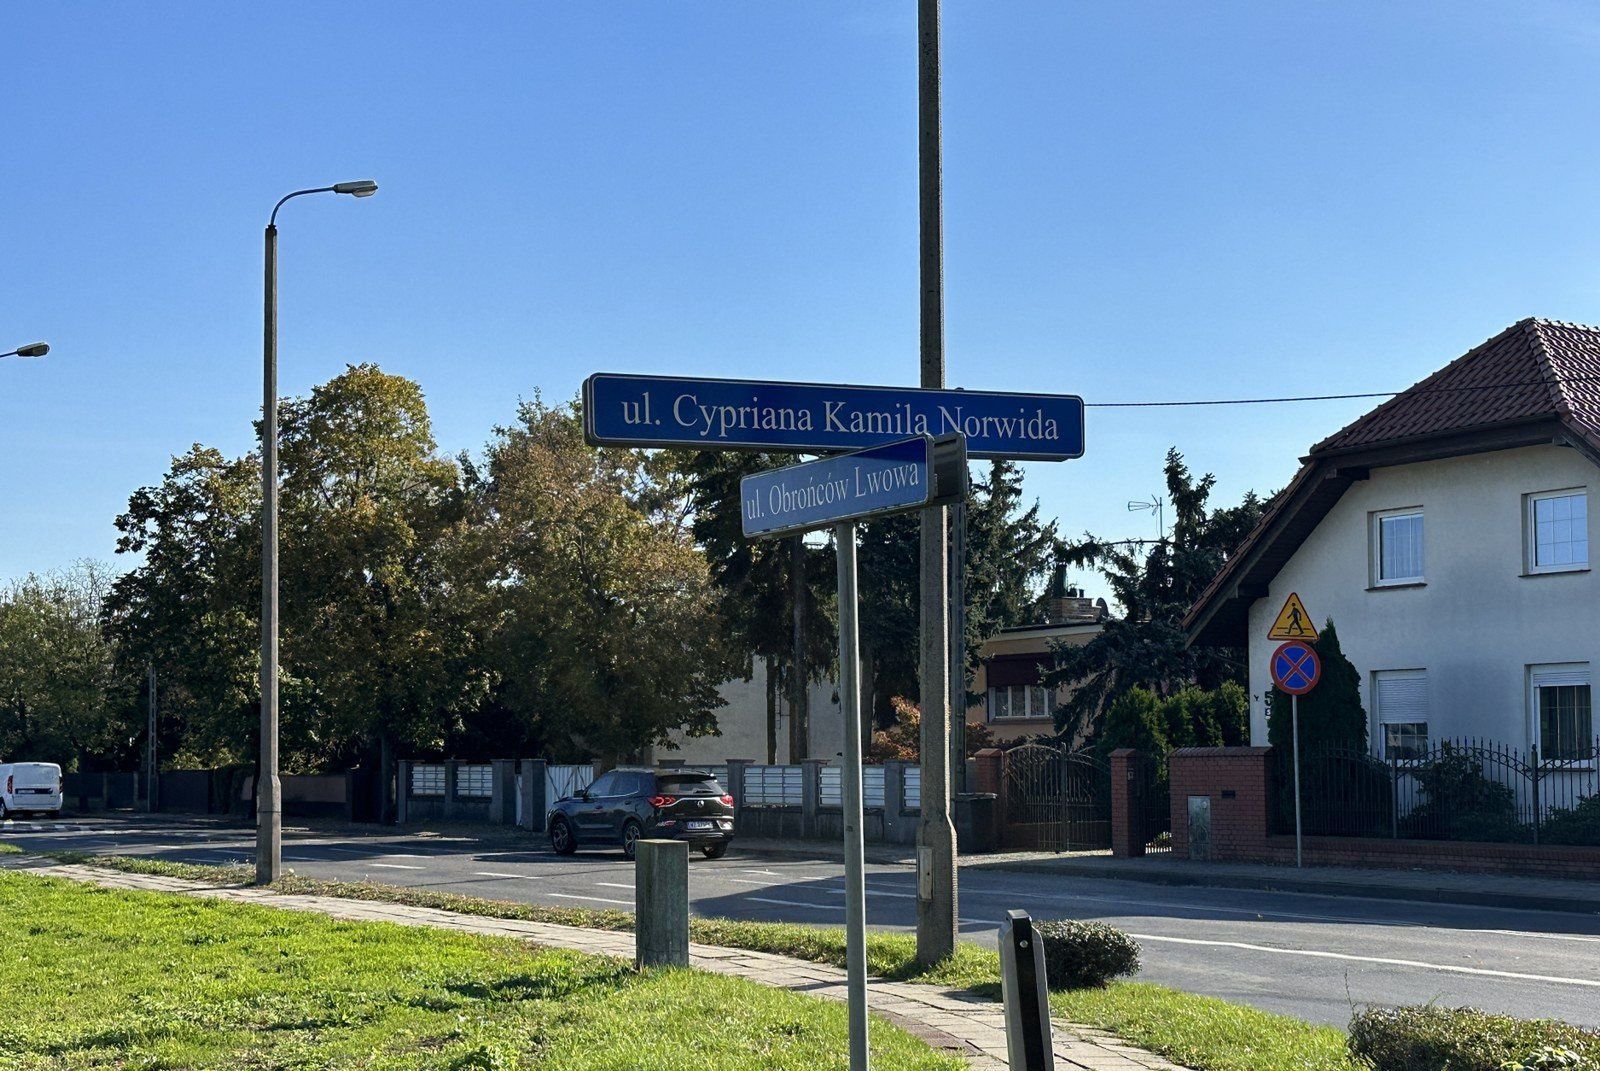 ul. Cypriana Kamila Norwida
ul. Obrońców Lwowa